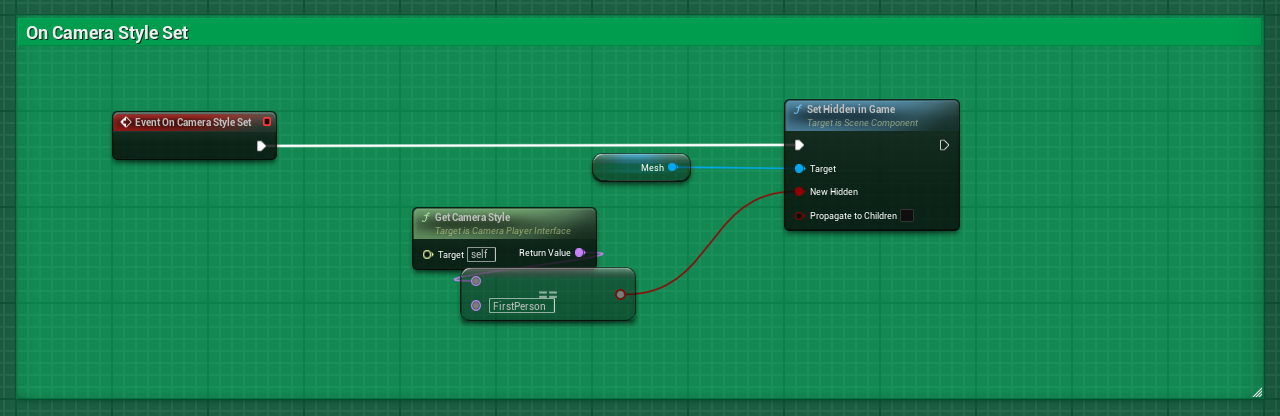 On Camera Style Set
Event On Camera Style Set
Set Hidden in Game
Target is Scene Component
Mesh
Target
New Hidden
Propagate to Children
Get Camera Style
Target is Camera Player Interface
Target self Return Value
==
FirstPerson